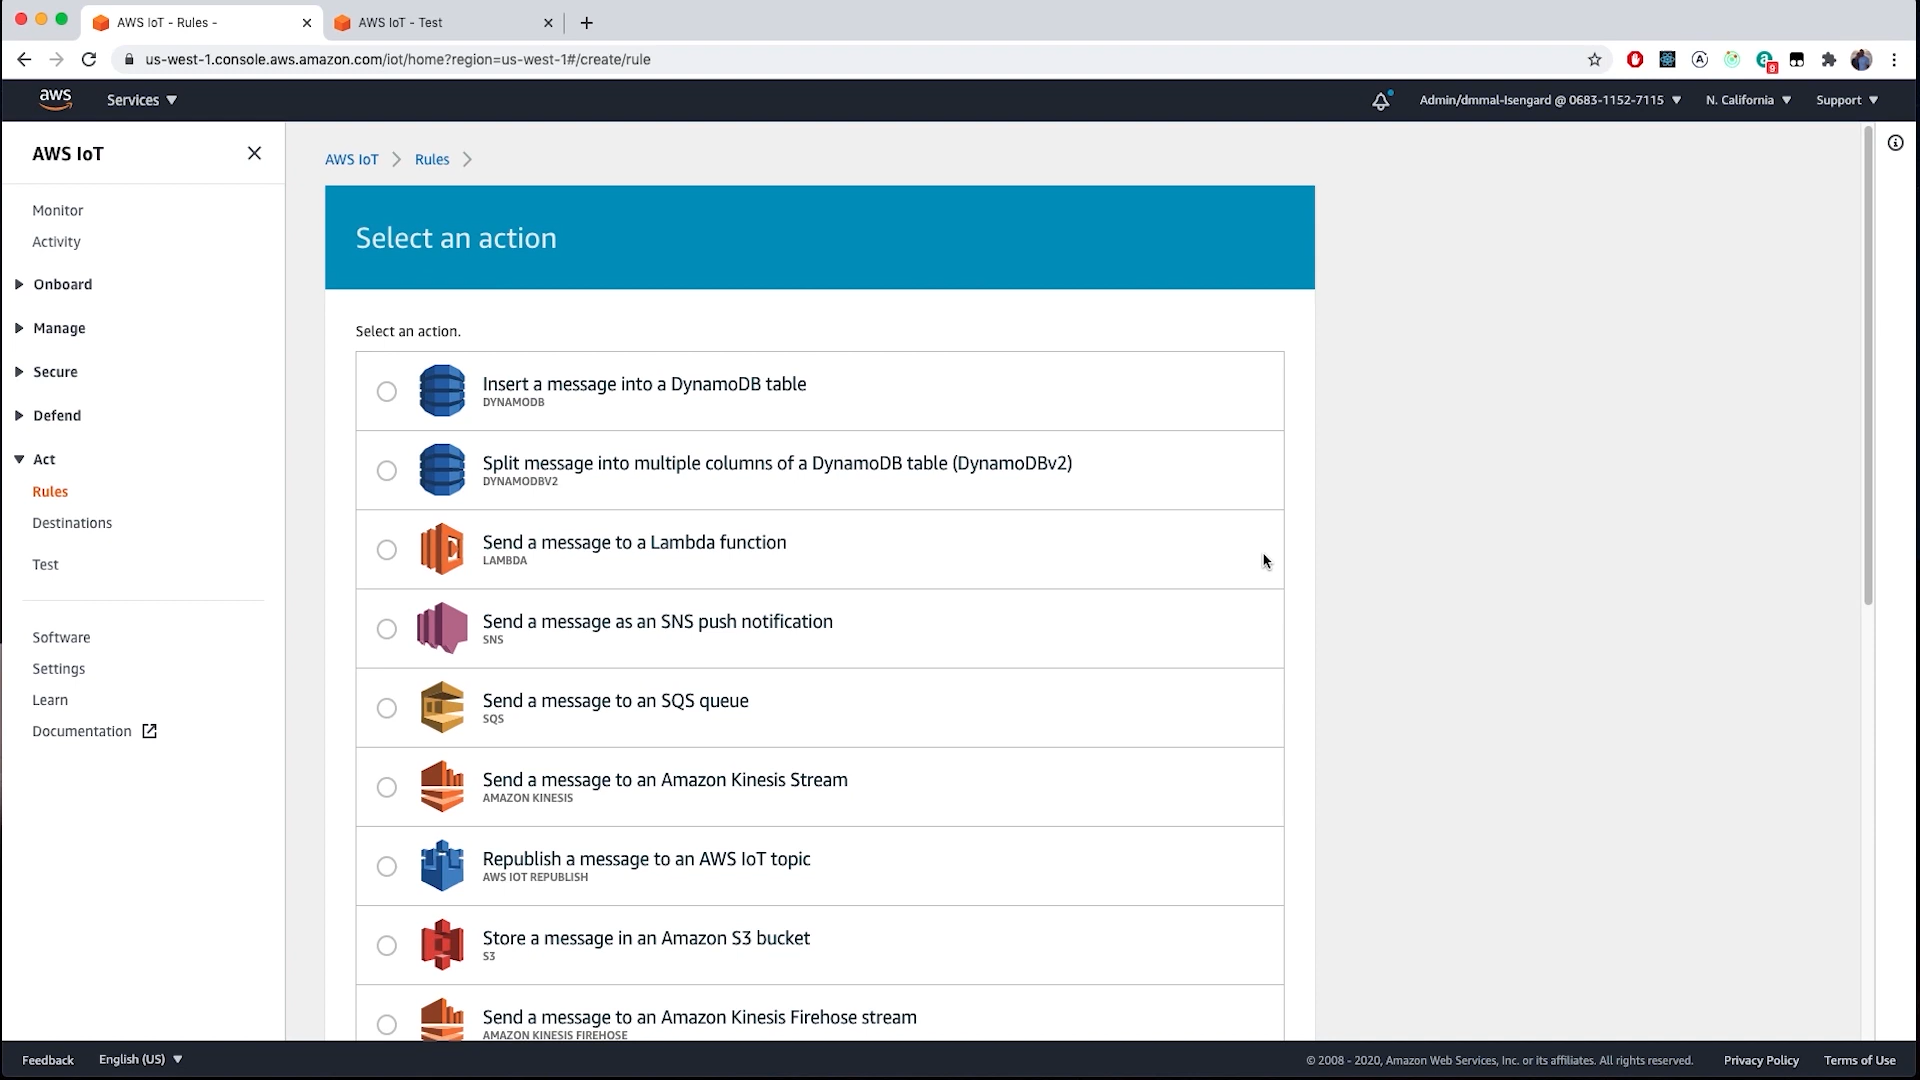 AWS IoT - Rules -
AWS IoT - Test
us-west-1.console.aws.amazon.com/iot/home?region=us-west-1#/create/rule
9
aws
Services
Admin/dmmal-Isengard @ 0683-1152-7115
N. California
Support
AWS IoT
Monitor
Activity
Onboard
Manage
Secure
Defend
Act
Rules
Destinations
Test
Software
Settings
Learn
Documentation
AWS IoT
Rules
Select an action
Select an action.
Insert a message into a DynamoDB table
DYNAMODB
Split message into multiple columns of a DynamoDB table (DynamoDBv2)
DYNAMODBV2
Send a message to a Lambda function
LAMBDA
Send a message as an SNS push notification
SNS
Send a message to an SQS queue
SQS
Send a message to an Amazon Kinesis Stream
AMAZON KINESIS
Republish a message to an AWS IoT topic
AWS IOT REPUBLISH
Store a message in an Amazon S3 bucket
S3
Send a message to an Amazon Kinesis Firehose stream
AMAZON KINESIS FIREHOSE
Feedback
English (US)
© 2008 - 2020, Amazon Web Services, Inc. or its affiliates. All rights reserved.
Privacy Policy
Terms of Use